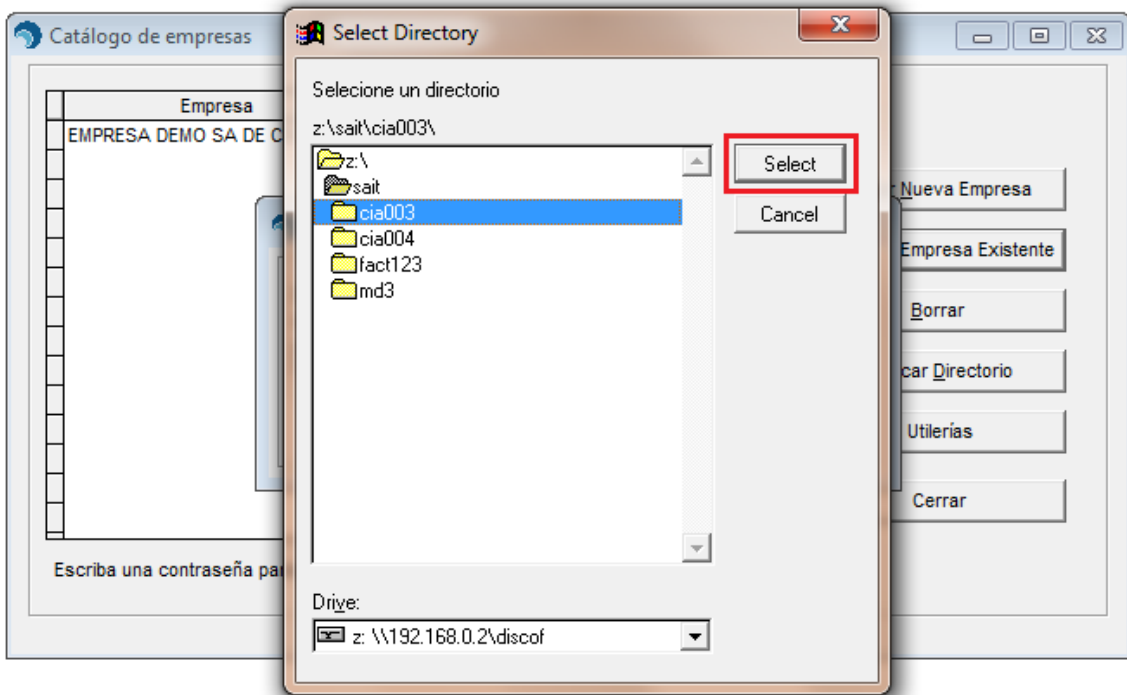 Catálogo de empresas
Empresa
EMPRESA DEMO SA DE C
Escriba una contraseña
Select Directory
Selecione un directorio
z:\sait\cia003\
z:\
sait
cia003
cia004
fact123
md3
Drive:
z: \\192.168.0.2\discof
Select
Cancel
Nueva Empresa
Empresa Existente
Borrar
car Directorio
Utilerías
Cerrar